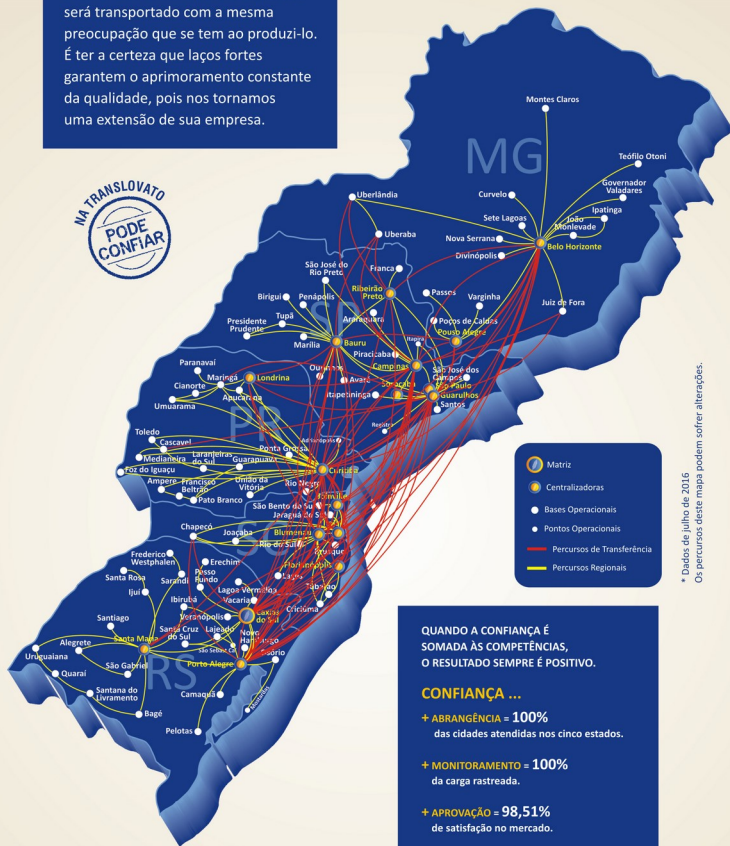 será transportado com a mesma
preocupação que se tem ao produzi-lo.
É ter a certeza que laços fortes
garantem o aprimoramento constante
da qualidade, pois nos tornamos
uma extensão de sua empresa.
NA TRANSLOVATO
PODE
CONFIAR
MG
Montes Claros
Teófilo Otoni
Governador
Valadares
Ipatinga
João
Monlevade
Curvelo
Sete Lagoas
Nova Serrana
Divinópolis
Belo Horizonte
Juiz de Fora
Uberlândia
Uberaba
SP
São José do
Rio Preto
Franca
Ribeirão
Preto
Passos
Varginha
Birigui
Penápolis
Araraquara
Poços de Caldas
Pouso Alegre
Tupã
Presidente
Prudente
Marília
Bauru
Itapira
Piracicaba
Campinas
São José dos
Campos
São Paulo
Guarulhos
Santos
Ourinhos
Avaré
Sorocaba
Itapetininga
Registro
PR
Paranavaí
Maringá
Londrina
Cianorte
Apucarana
Umuarama
Toledo
Cascavel
Medianeira
Laranjeiras
do Sul
Guarapuava
Ponta Grossa
Adrianópolis
Foz do Iguaçu
Curitiba
Ampere
Francisco
Beltrão
União da
Vitória
Pato Branco
Rio Negro
SC
São Bento do Sul
Joinville
Jaraguá do Sul
Chapecó
Joaçaba
Blumenau
Rio do Sul
Brusque
Florianópolis
Lages
Tubarão
Criciúma
RS
Frederico
Westphalen
Santa Rosa
Sarandi
Erechim
Passo
Fundo
Ijuí
Lagoa Vermelha
Vacaria
Ibirubá
Veranópolis
Caxias
do Sul
Santiago
Santa Cruz
do Sul
Lajeado
Novo
Hamburgo
Santa Maria
São Sebast. Caí
Osório
Alegrete
Uruguaiana
São Gabriel
Porto Alegre
Quaraí
Santana do
Livramento
Camaquã
Mostardas
Bagé
Pelotas
Matriz
Centralizadoras
Bases Operacionais
Pontos Operacionais
Percursos de Transferência
Percursos Regionais
* Dados de julho de 2016
Os percursos deste mapa podem sofrer alterações.
QUANDO A CONFIANÇA É
SOMADA ÀS COMPETÊNCIAS,
O RESULTADO SEMPRE É POSITIVO.
CONFIANÇA ...
+ ABRANGÊNCIA = 100%
das cidades atendidas nos cinco estados.
+ MONITORAMENTO = 100%
da carga rastreada.
+ APROVAÇÃO = 98,51%
de satisfação no mercado.